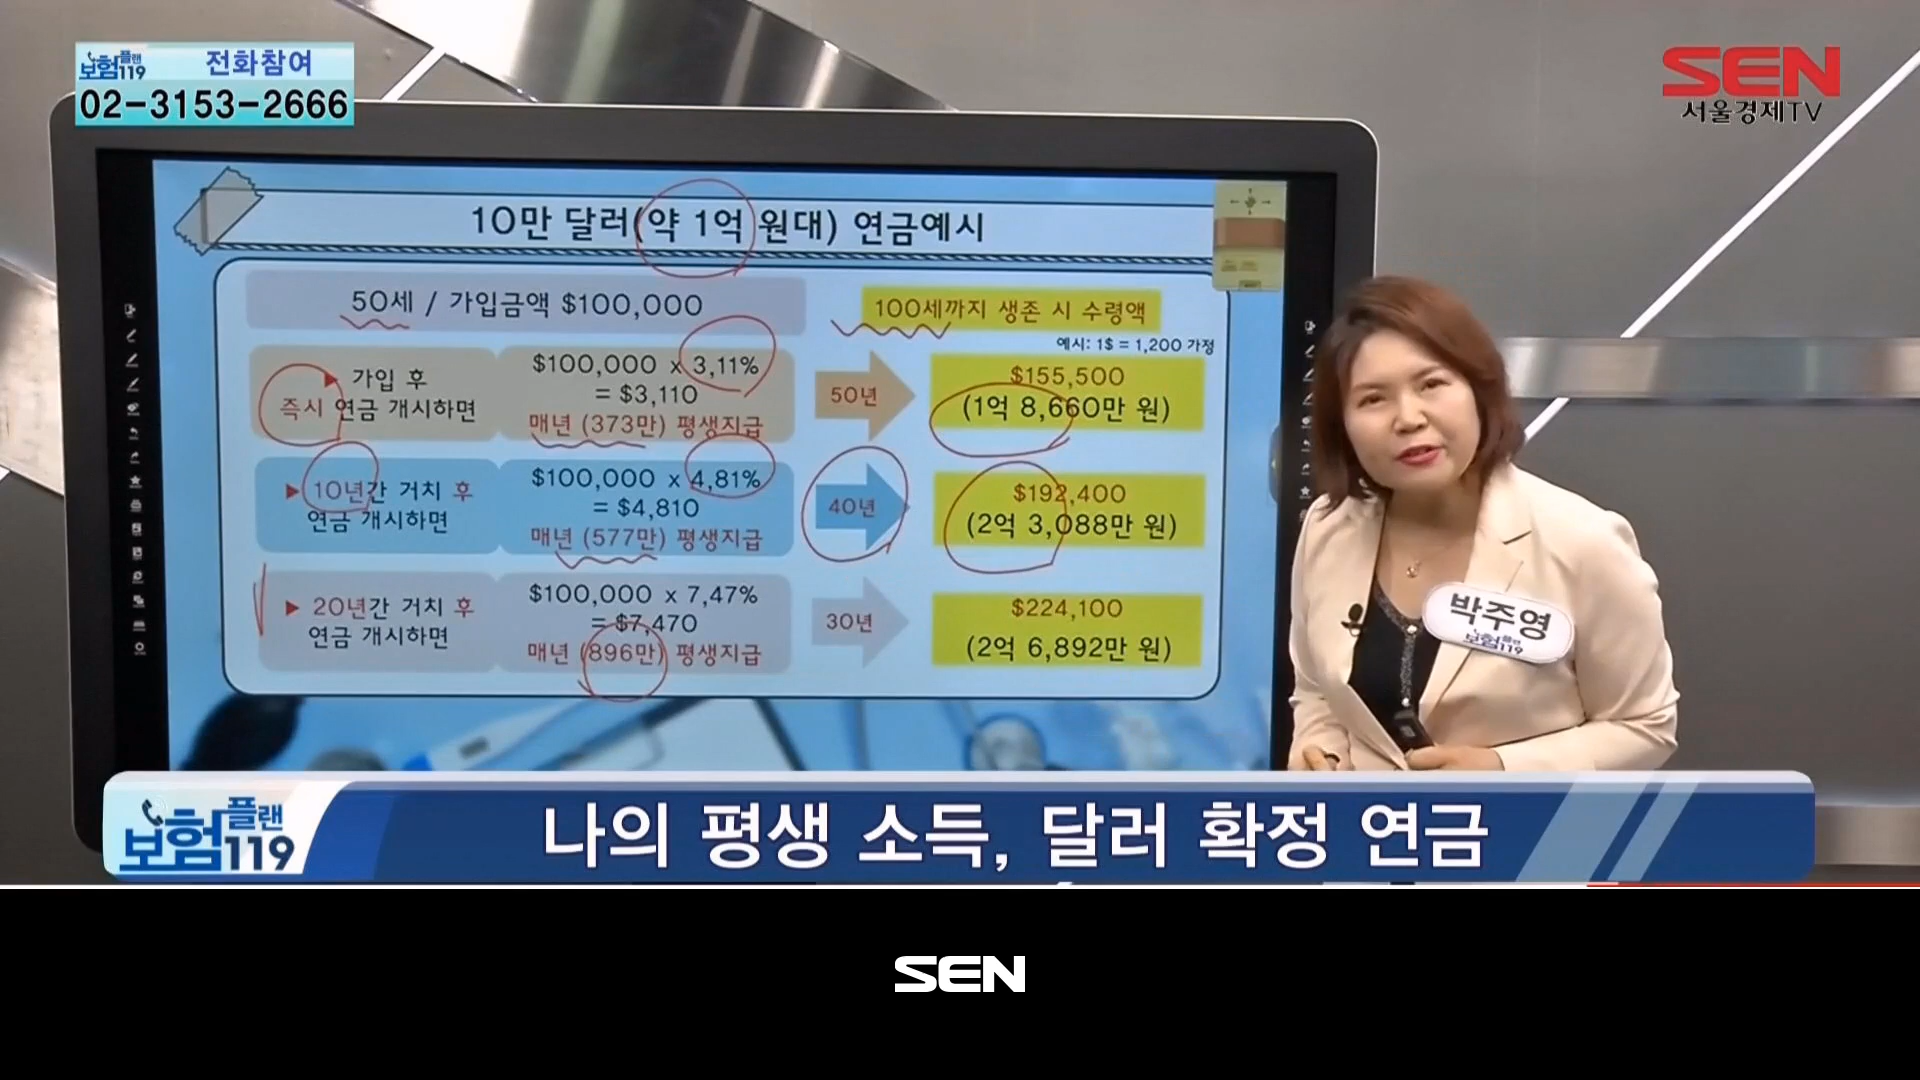 보험플랜119 전화참여
02-3153-2666
SEN
서울경제TV
10만 달러(약 1억 원대) 연금예시
50세 / 가입금액 $100,000
100세까지 생존 시 수령액
예시: 1$ = 1,200 가정
▶ 가입 후
즉시 연금 개시하면
$100,000 x 3,11%
= $3,110
매년 (373만) 평생지급
50년
$155,500
(1억 8,660만 원)
▶ 10년간 거치 후
연금 개시하면
$100,000 x 4,81%
= $4,810
매년 (577만) 평생지급
40년
$192,400
(2억 3,088만 원)
▶ 20년간 거치 후
연금 개시하면
$100,000 x 7,47%
= $7,470
매년 (896만) 평생지급
30년
$224,100
(2억 6,892만 원)
박주영
보험플랜119
보험플랜119
나의 평생 소득, 달러 확정 연금
SEN